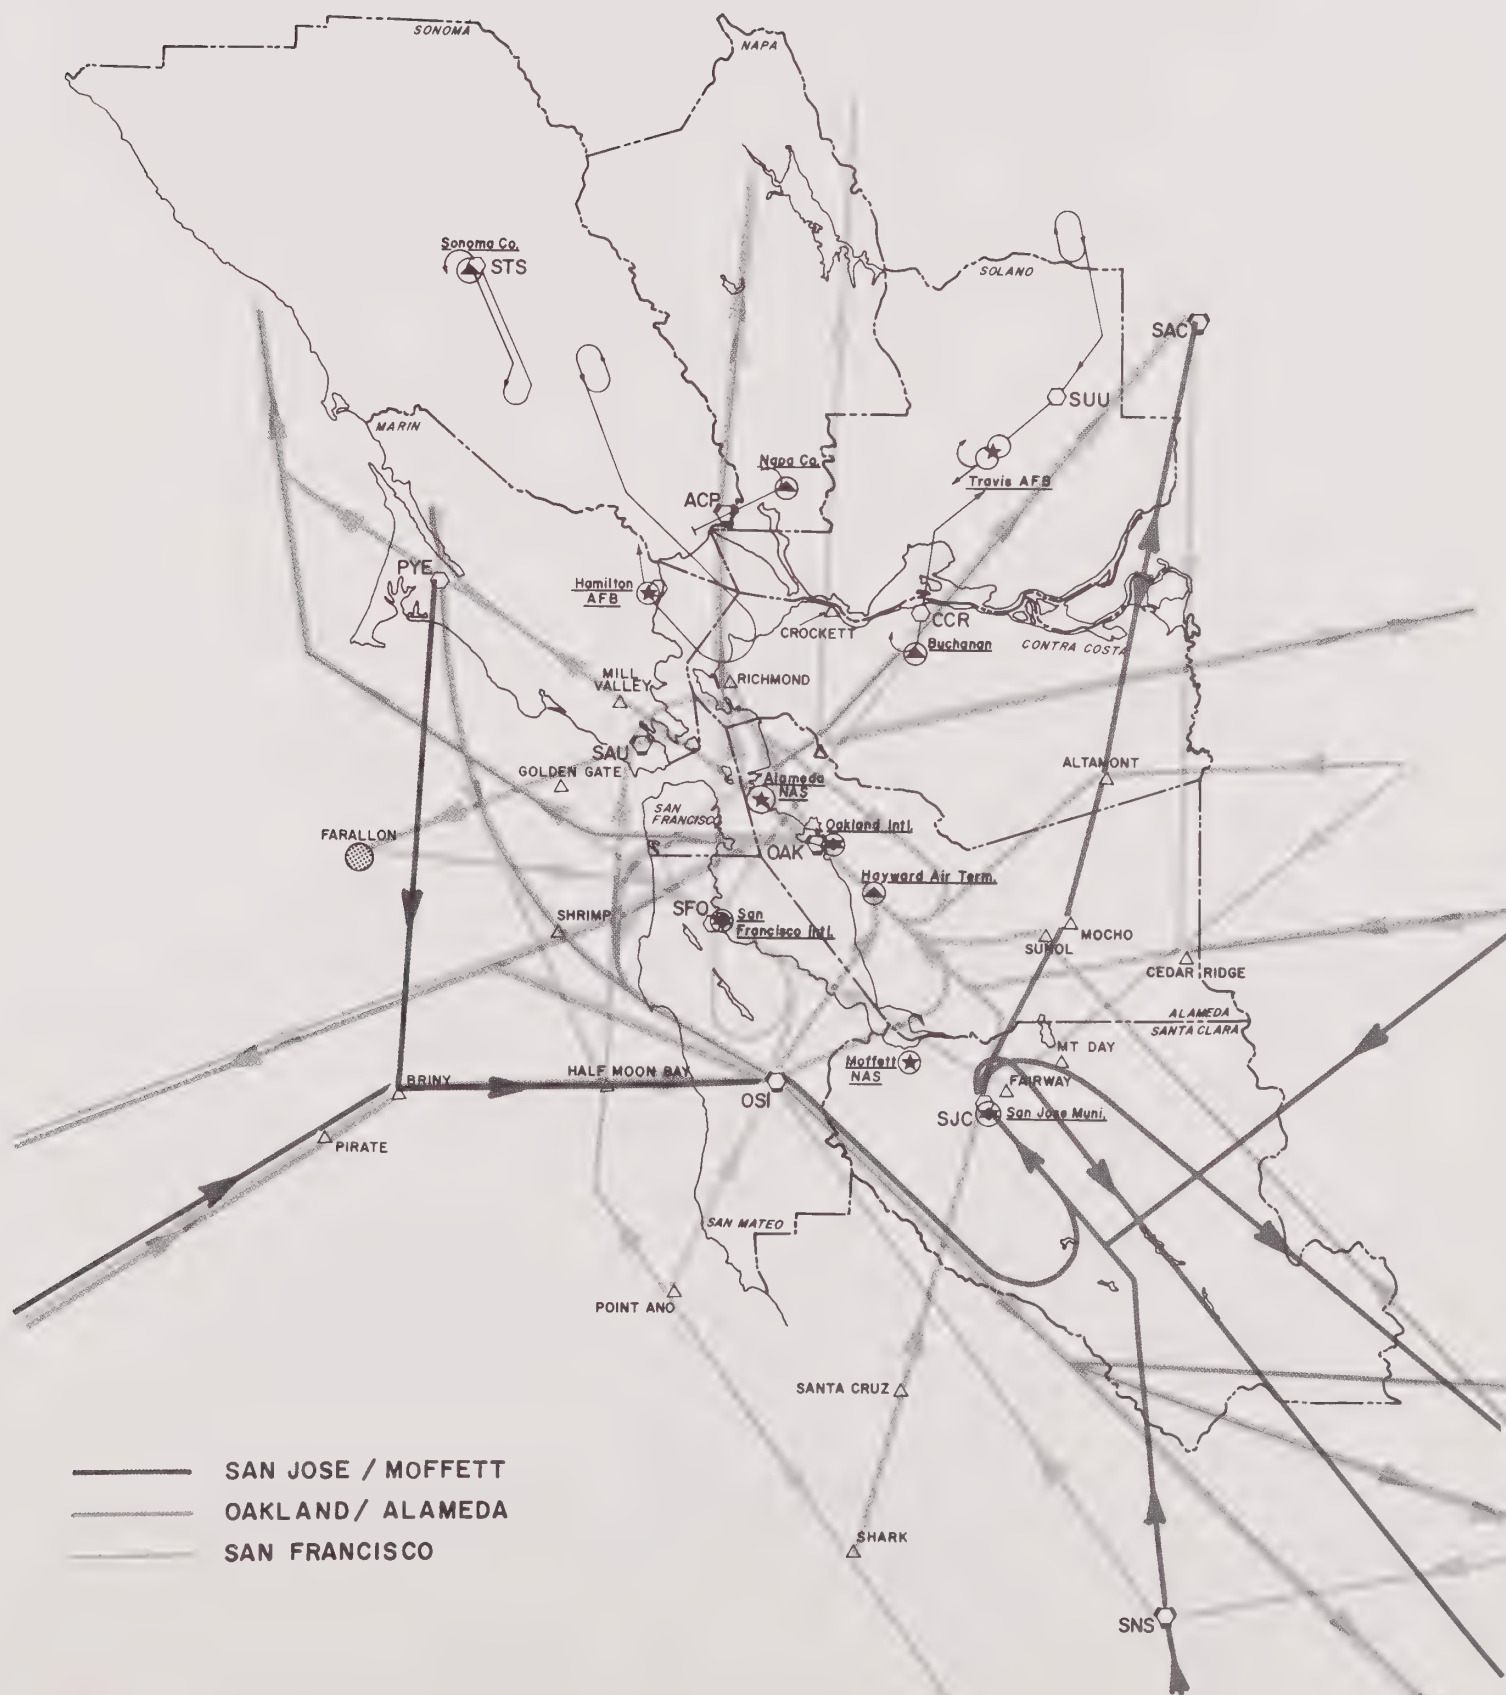 SONOMA
NAPA
Sonoma Co.
STS
SOLANO
SAC
SUU
MARIN
Napa Co.
Travis AFB
ACP
PYE
Hamilton
AFB
CROCKETT
CCR
Buchanan
CONTRA COSTA
MILL
VALLEY
RICHMOND
SAU
GOLDEN GATE
ALTAMONT
Alameda
NAS
SAN
FRANCISCO
FARALLON
Oakland Intl.
OAK
Hayward Air Term.
SHRIMP
SFO
San
Francisco Intl.
MOCHO
SUNOL
CEDAR RIDGE
ALAMEDA
SANTA CLARA
MT DAY
Moffett
NAS
HALF MOON BAY
BRINY
FAIRWAY
OSI
SJC
San Jose Muni.
PIRATE
SAN MATEO
POINT ANO
SANTA CRUZ
SAN JOSE / MOFFETT
OAKLAND / ALAMEDA
SAN FRANCISCO
SHARK
SNS